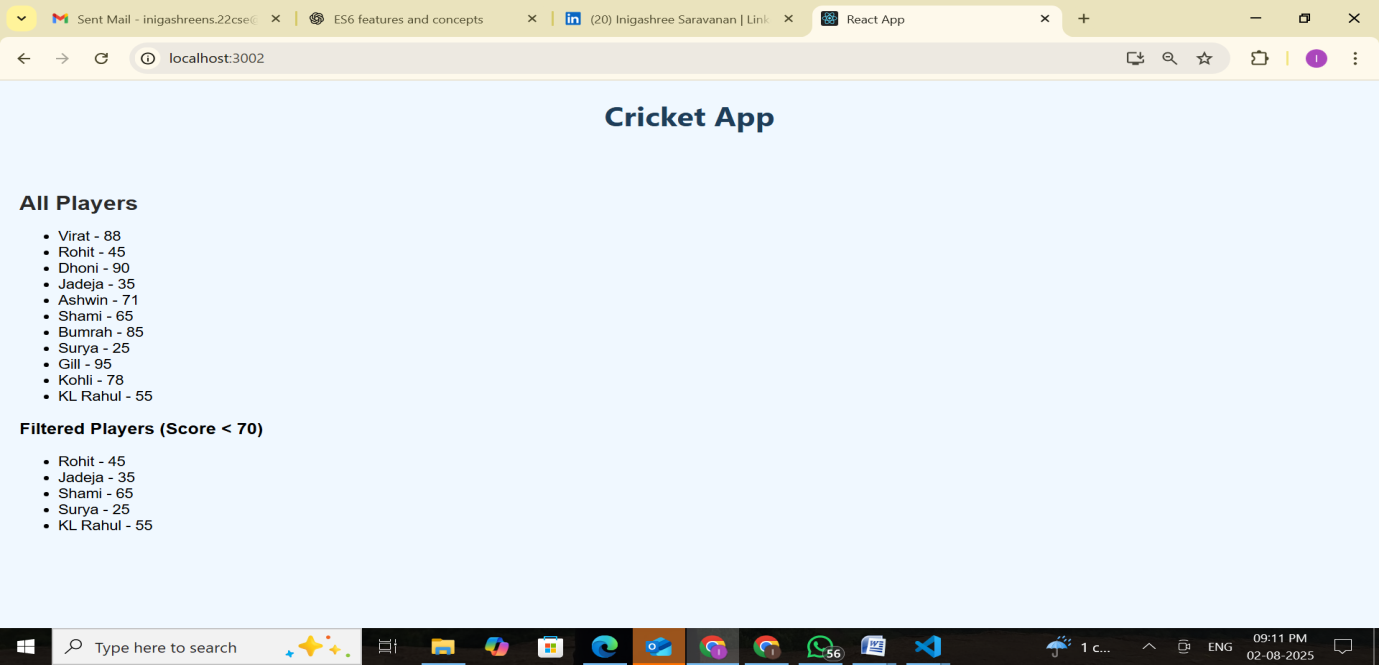 Sent Mail - inigashreens.22cse@
ES6 features and concepts
(20) Inigashree Saravanan | Link
React App
localhost:3002
I
Cricket App
All Players
Virat - 88
Rohit - 45
Dhoni - 90
Jadeja - 35
Ashwin - 71
Shami - 65
Bumrah - 85
Surya - 25
Gill - 95
Kohli - 78
KL Rahul - 55
Filtered Players (Score < 70)
Rohit - 45
Jadeja - 35
Shami - 65
Surya - 25
KL Rahul - 55
Type here to search
56
1 c...
ENG
09:11 PM
02-08-2025